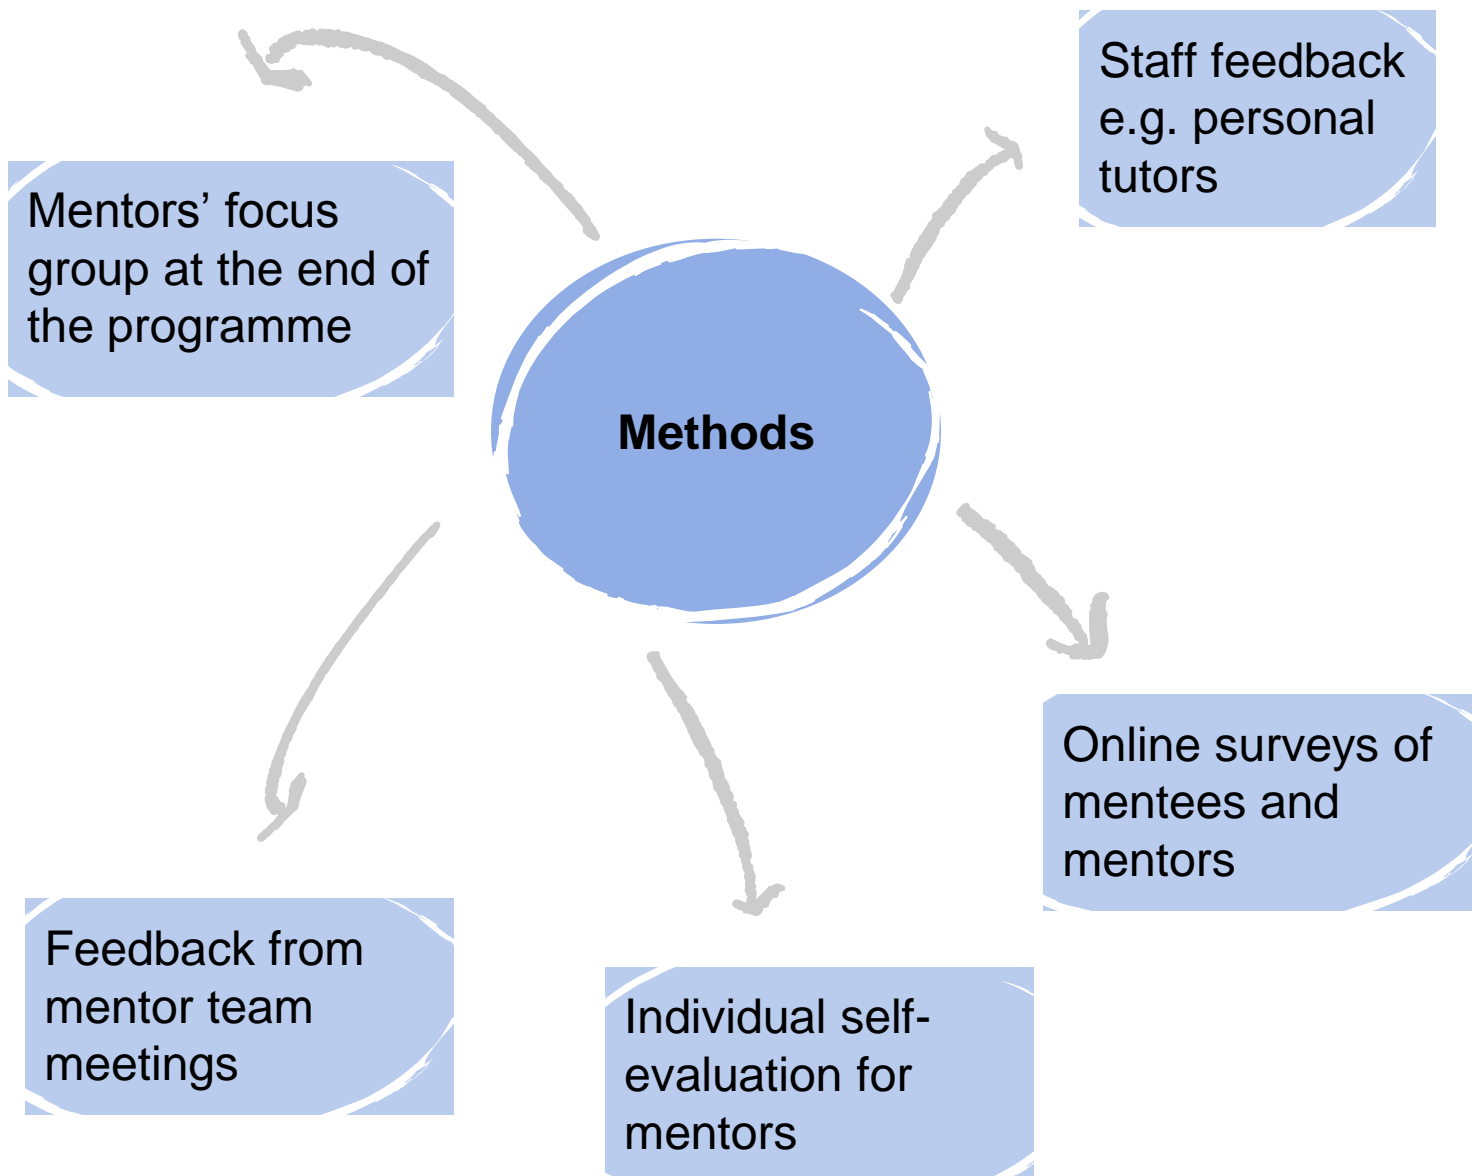 Staff feedback
e.g. personal
tutors
Mentors’ focus
group at the end of
the programme
Methods
Online surveys of
mentees and
mentors
Feedback from
mentor team
meetings
Individual self-
evaluation for
mentors